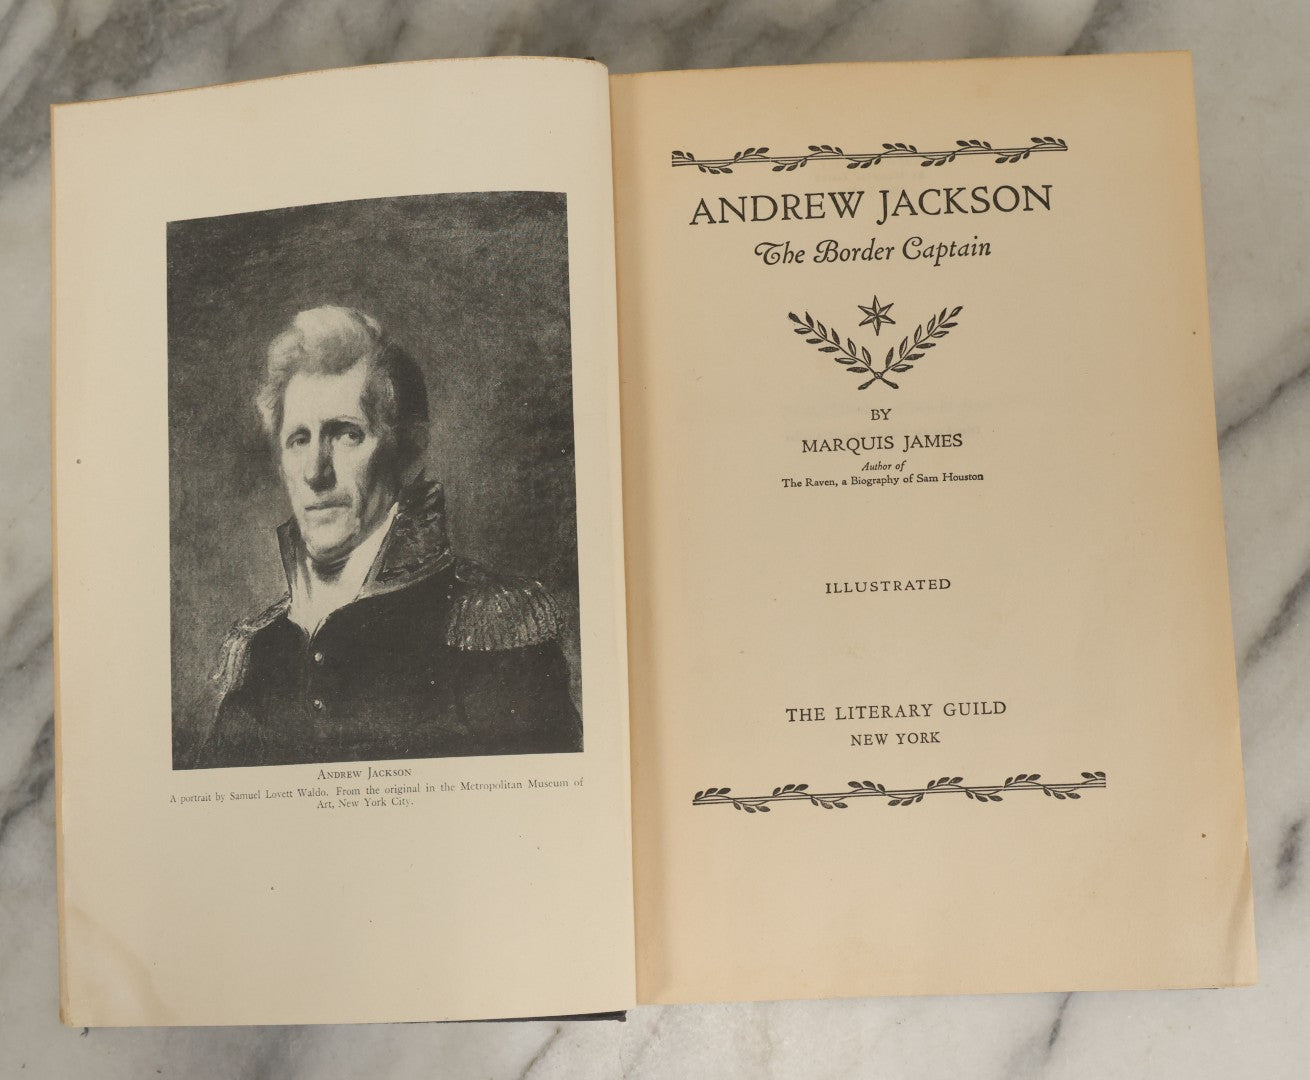 ANDREW JACKSON
A portrait by Samuel Lovett Waldo. From the original in the Metropolitan Museum of
Art, New York City.
ANDREW JACKSON
The Border Captain
BY
MARQUIS JAMES
Author of
The Raven, a Biography of Sam Houston
ILLUSTRATED
THE LITERARY GUILD
NEW YORK